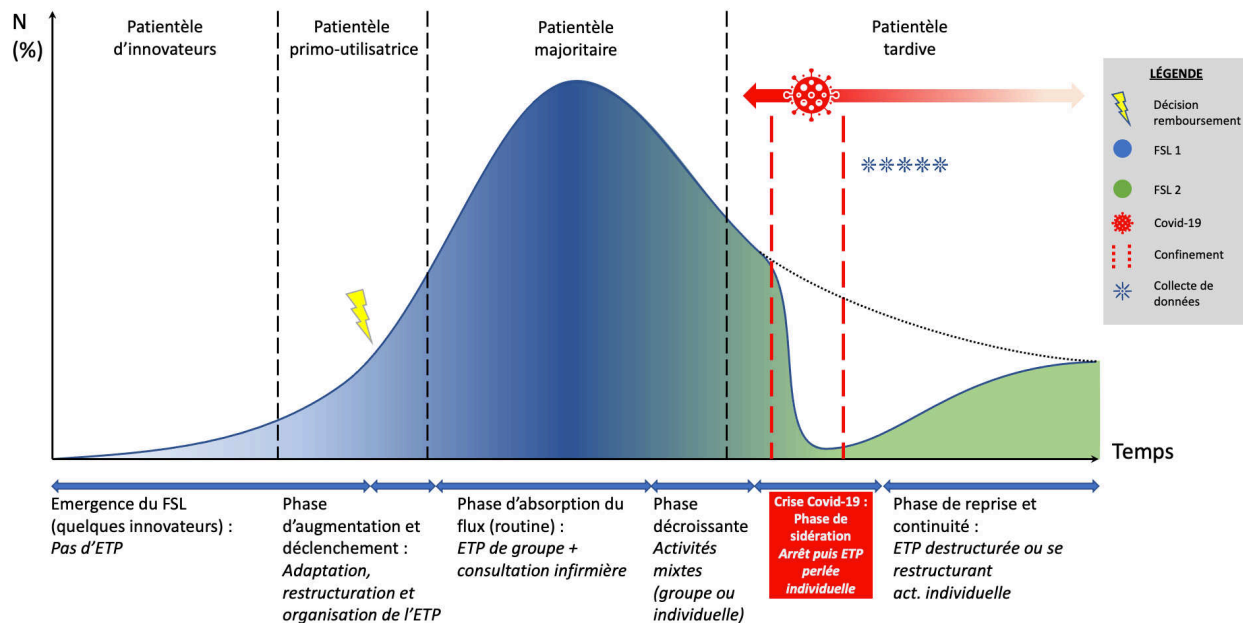 N
(%)
Patientèle
d’innovateurs
Patientèle
primo-utilisatrice
Patientèle
majoritaire
Patientèle
tardive
LÉGENDE
Décision
remboursement
FSL 1
FSL 2
Covid-19
Confinement
Collecte de
données
Temps
Emergence du FSL
(quelques innovateurs) :
Pas d’ETP
Phase
d’augmentation et
déclenchement :
Adaptation,
restructuration et
organisation de l’ETP
Phase d’absorption du
flux (routine) :
ETP de groupe +
consultation infirmière
Phase
décroissante
Activités
mixtes
(groupe ou
individuelle)
Crise Covid-19 :
Phase de
sidération
Arrêt puis ETP
perlée
individuelle
Phase de reprise et
continuité :
ETP destructurée ou se
restructurant
act. individuelle